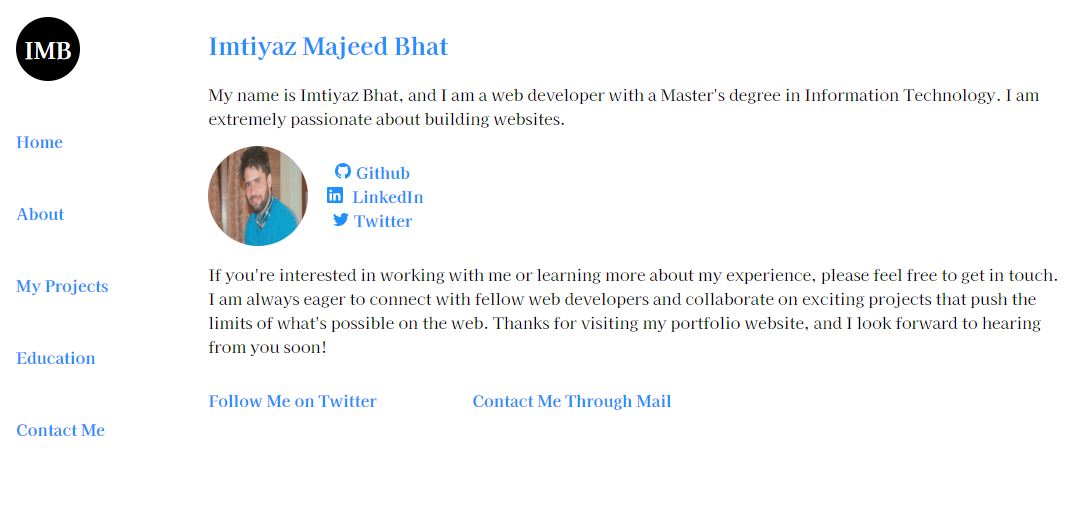 IMB
Home
About
My Projects
Education
Contact Me
Imtiyaz Majeed Bhat
My name is Imtiyaz Bhat, and I am a web developer with a Master's degree in Information Technology. I am
extremely passionate about building websites.
Github
LinkedIn
Twitter
If you're interested in working with me or learning more about my experience, please feel free to get in touch.
I am always eager to connect with fellow web developers and collaborate on exciting projects that push the
limits of what's possible on the web. Thanks for visiting my portfolio website, and I look forward to hearing
from you soon!
Follow Me on Twitter
Contact Me Through Mail